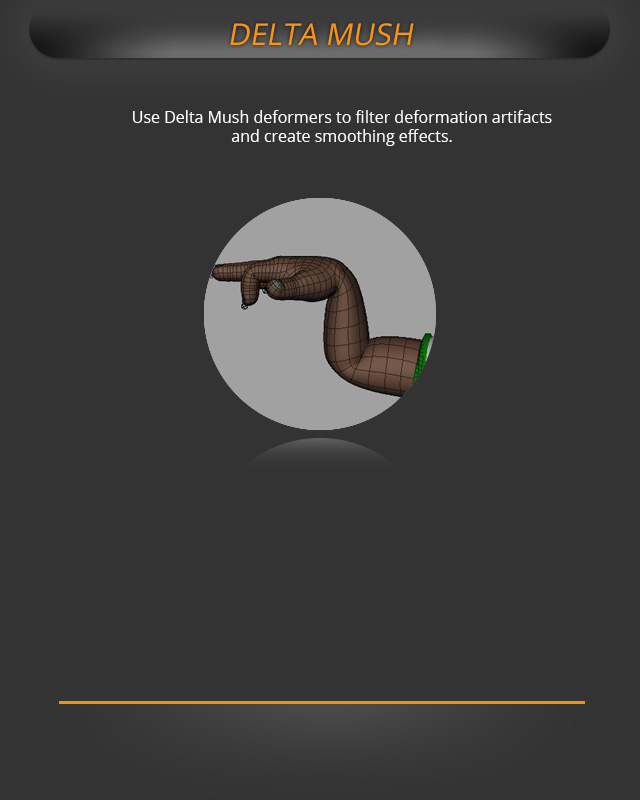 DELTA MUSH
Use Delta Mush deformers to filter deformation artifacts
and create smoothing effects.